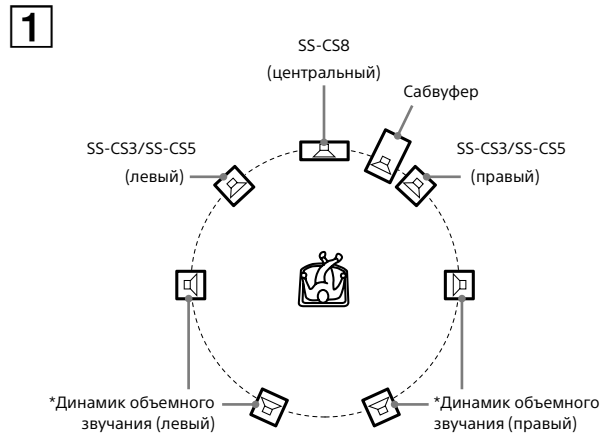 1
SS-CS8
(центральный)
Сабвуфер
SS-CS3/SS-CS5
(левый)
SS-CS3/SS-CS5
(правый)
*Динамик объемного
звучания (левый)
*Динамик объемного
звучания (правый)